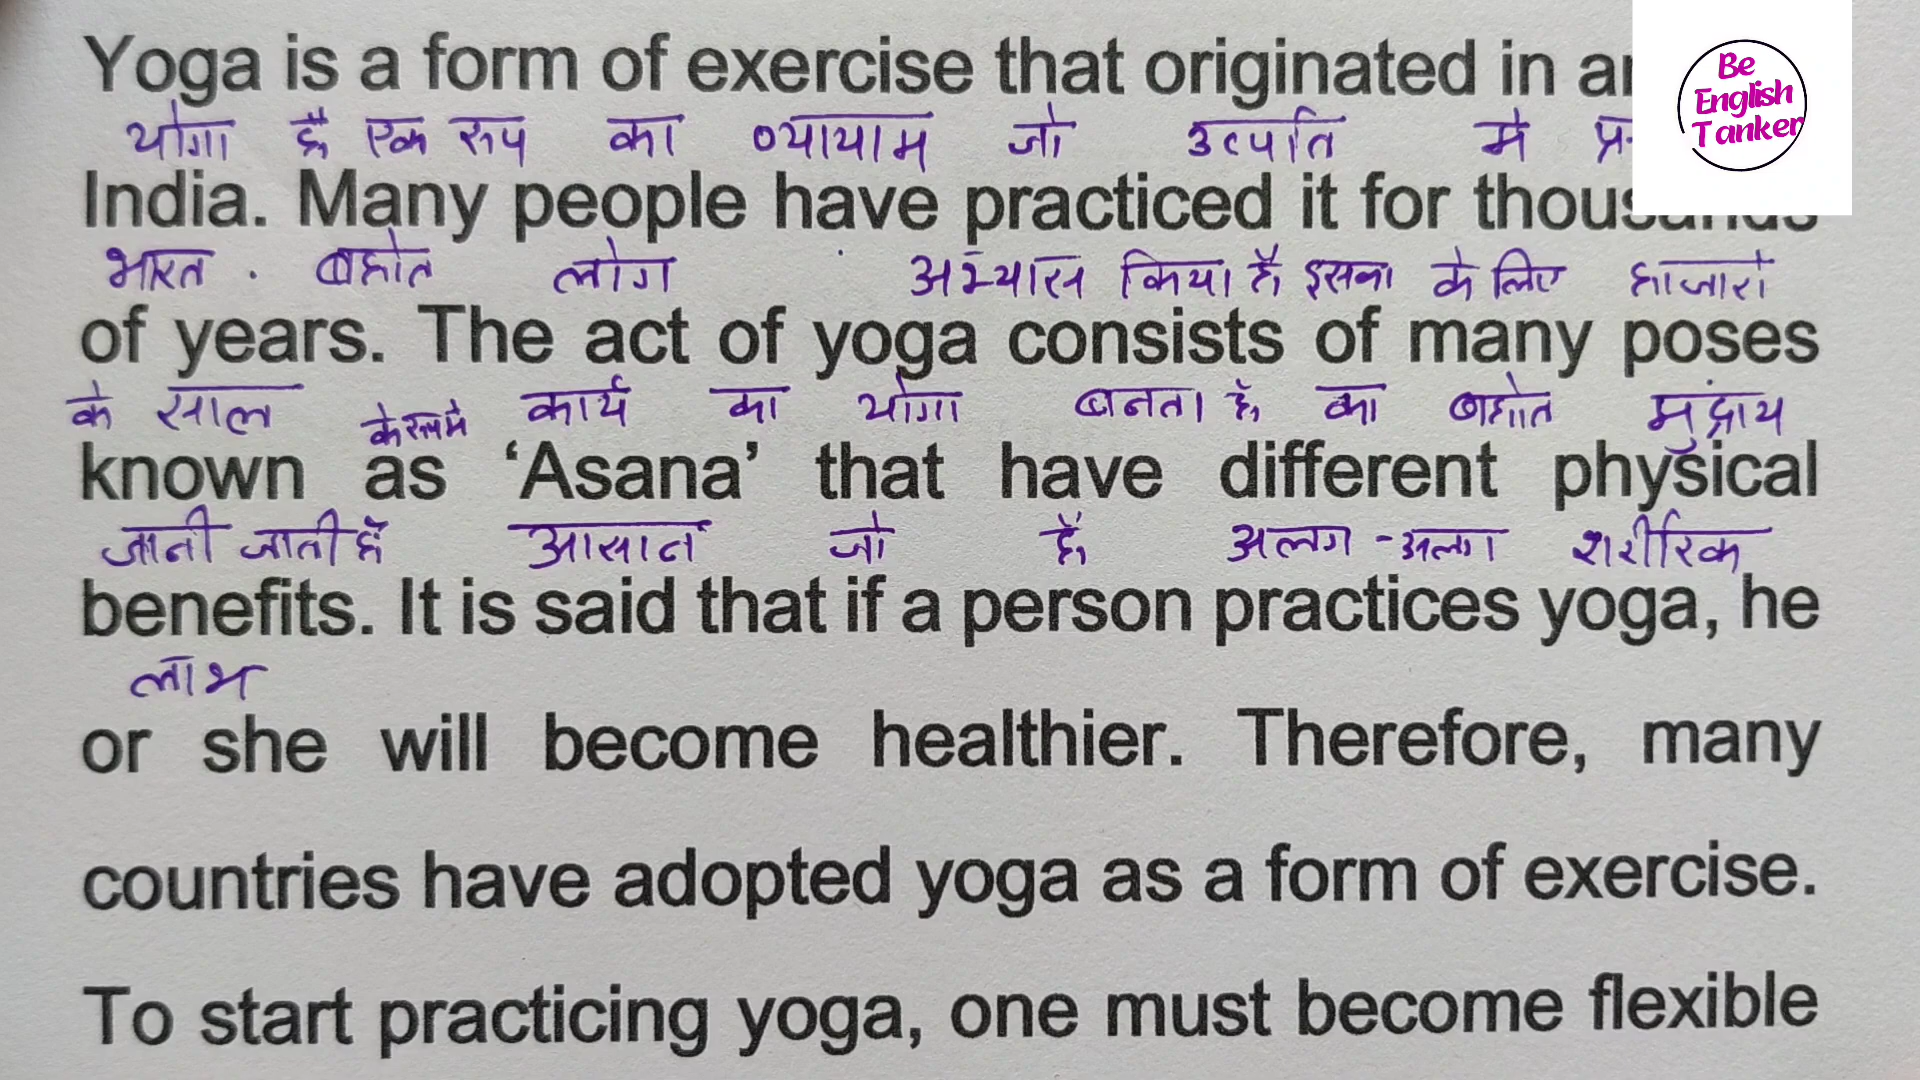 Yoga is a form of exercise that originated in
योगा है एक रुप का व्यायाम जो उत्पति मे
India. Many people have practiced it for thousands
भारत . बहोत लोग अभ्यास किया है इसका के लिए हाजारो
of years. The act of yoga consists of many poses
के साल कार्य का योगा बनता है का बहोत मुंद्राय
के रूप मे
known as ‘Asana’ that have different physical
जानी जाती है आसान जो है अलग - अलग शरीरिक
benefits. It is said that if a person practices yoga, he
लाभ
or she will become healthier. Therefore, many
countries have adopted yoga as a form of exercise.
To start practicing yoga, one must become flexible
Be
English
Tanker